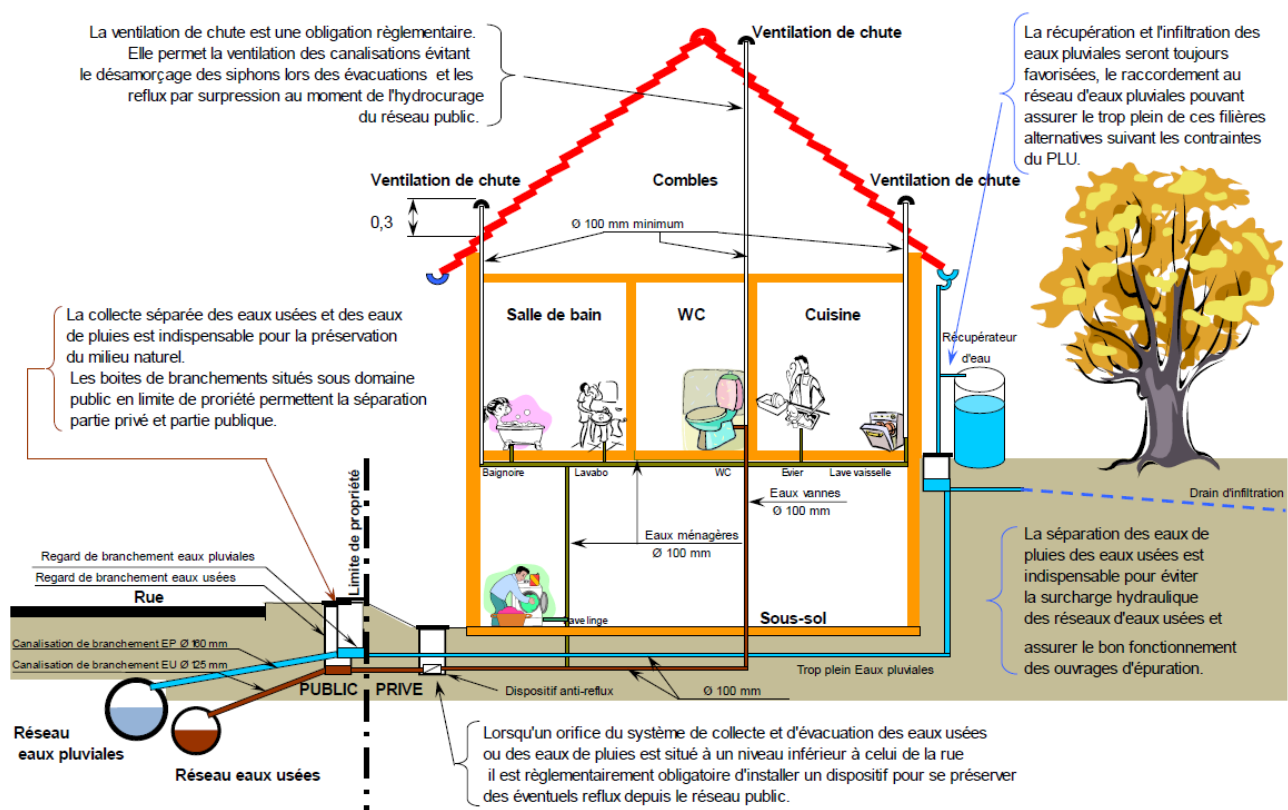 La ventilation de chute est une obligation règlementaire.
Elle permet la ventilation des canalisations évitant
le désamorçage des siphons lors des évacuations et les
reflux par surpression au moment de l'hydrocurage
du réseau public.
Ventilation de chute
La récupération et l'infiltration des
eaux pluviales seront toujours
favorisées, le raccordement au
réseau d'eaux pluviales pouvant
assurer le trop plein de ces filières
alternatives suivant les contraintes
du PLU.
Ventilation de chute
Combles
Ventilation de chute
0,3
Ø 100 mm minimum
La collecte séparée des eaux usées et des eaux
de pluies est indispensable pour la préservation
du milieu naturel.
Les boites de branchements situés sous domaine
public en limite de proriété permettent la séparation
partie privé et partie publique.
Salle de bain
WC
Cuisine
Récupérateur
d'eau
Baignoire
Lavabo
WC
Evier
Lave vaisselle
Eaux vannes
Ø 100 mm
Drain d'infiltration
Limite de propriété
Eaux ménagères
Ø 100 mm
La séparation des eaux de
pluies des eaux usées est
indispensable pour éviter
la surcharge hydraulique
des réseaux d'eaux usées et
assurer le bon fonctionement
des ouvrages d'épuration.
Regard de branchement eaux pluviales
Regard de branchement eaux usées
Rue
ave linge
Sous-sol
Canalisation de branchement EP Ø 160 mm
Canalisation de branchement EU Ø 125 mm
Trop plein Eaux pluviales
PUBLIC
PRIVE
Dispositif anti-reflux
Ø 100 mm
Réseau
eaux pluviales
Réseau eaux usées
Lorsqu'un orifice du système de collecte et d'évacuation des eaux usées
ou des eaux de pluies est situé à un niveau inférieur à celui de la rue
il est règlementairement obligatoire d'installer un dispositif pour se préserver
des éventuels reflux depuis le réseau public.